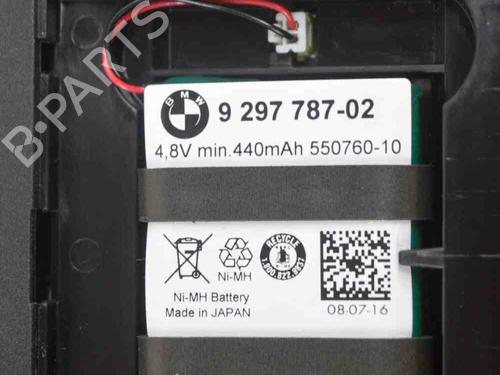 B-PARTS
BMW
9 297 787-02
4,8V min.440mAh 550760-10
RECYCLE
1.800.822.8837
Ni-MH
Ni-MH Battery
Made in JAPAN
08-07-16